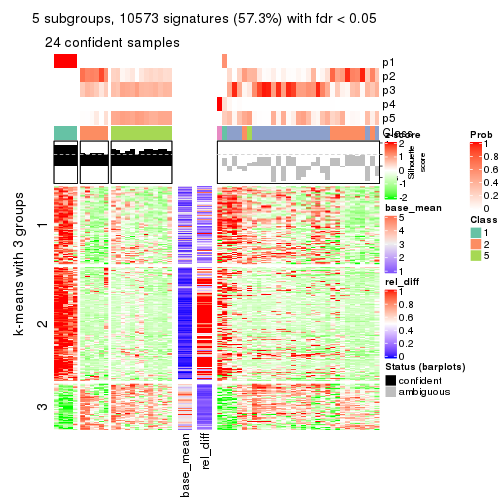 5 subgroups, 10573 signatures (57.3%) with fdr < 0.05
24 confident samples
p1
p2
p3
p4
p5
Class
Silhouette score
k-means with 3 groups
1
2
3
base_mean
rel_diff
z-score
2
1
0
-1
-2
base_mean
5
4
3
2
1
rel_diff
1
0.8
0.6
0.4
0.2
0
Status (barplots)
confident
ambiguous
Prob
1
0.8
0.6
0.4
0.2
0
Class
1
2
5